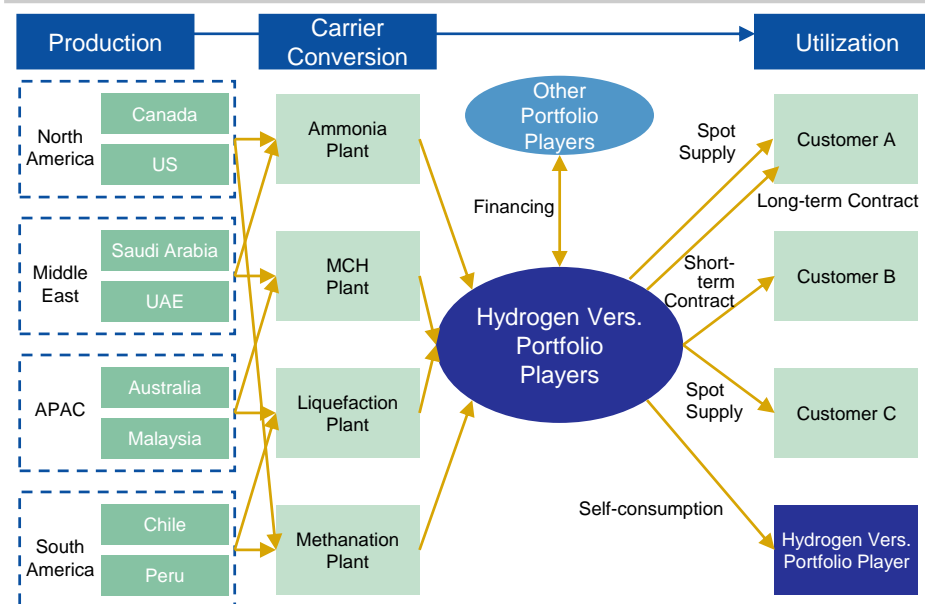 Production
Carrier
Conversion
Utilization
North
America
Canada
US
Middle
East
Saudi Arabia
UAE
APAC
Australia
Malaysia
South
America
Chile
Peru
Ammonia
Plant
MCH
Plant
Liquefaction
Plant
Methanation
Plant
Other
Portfolio
Players
Financing
Hydrogen Vers.
Portfolio
Players
Spot
Supply
Long-term Contract
Short-
term
Contract
Spot
Supply
Self-consumption
Customer A
Customer B
Customer C
Hydrogen Vers.
Portfolio Player